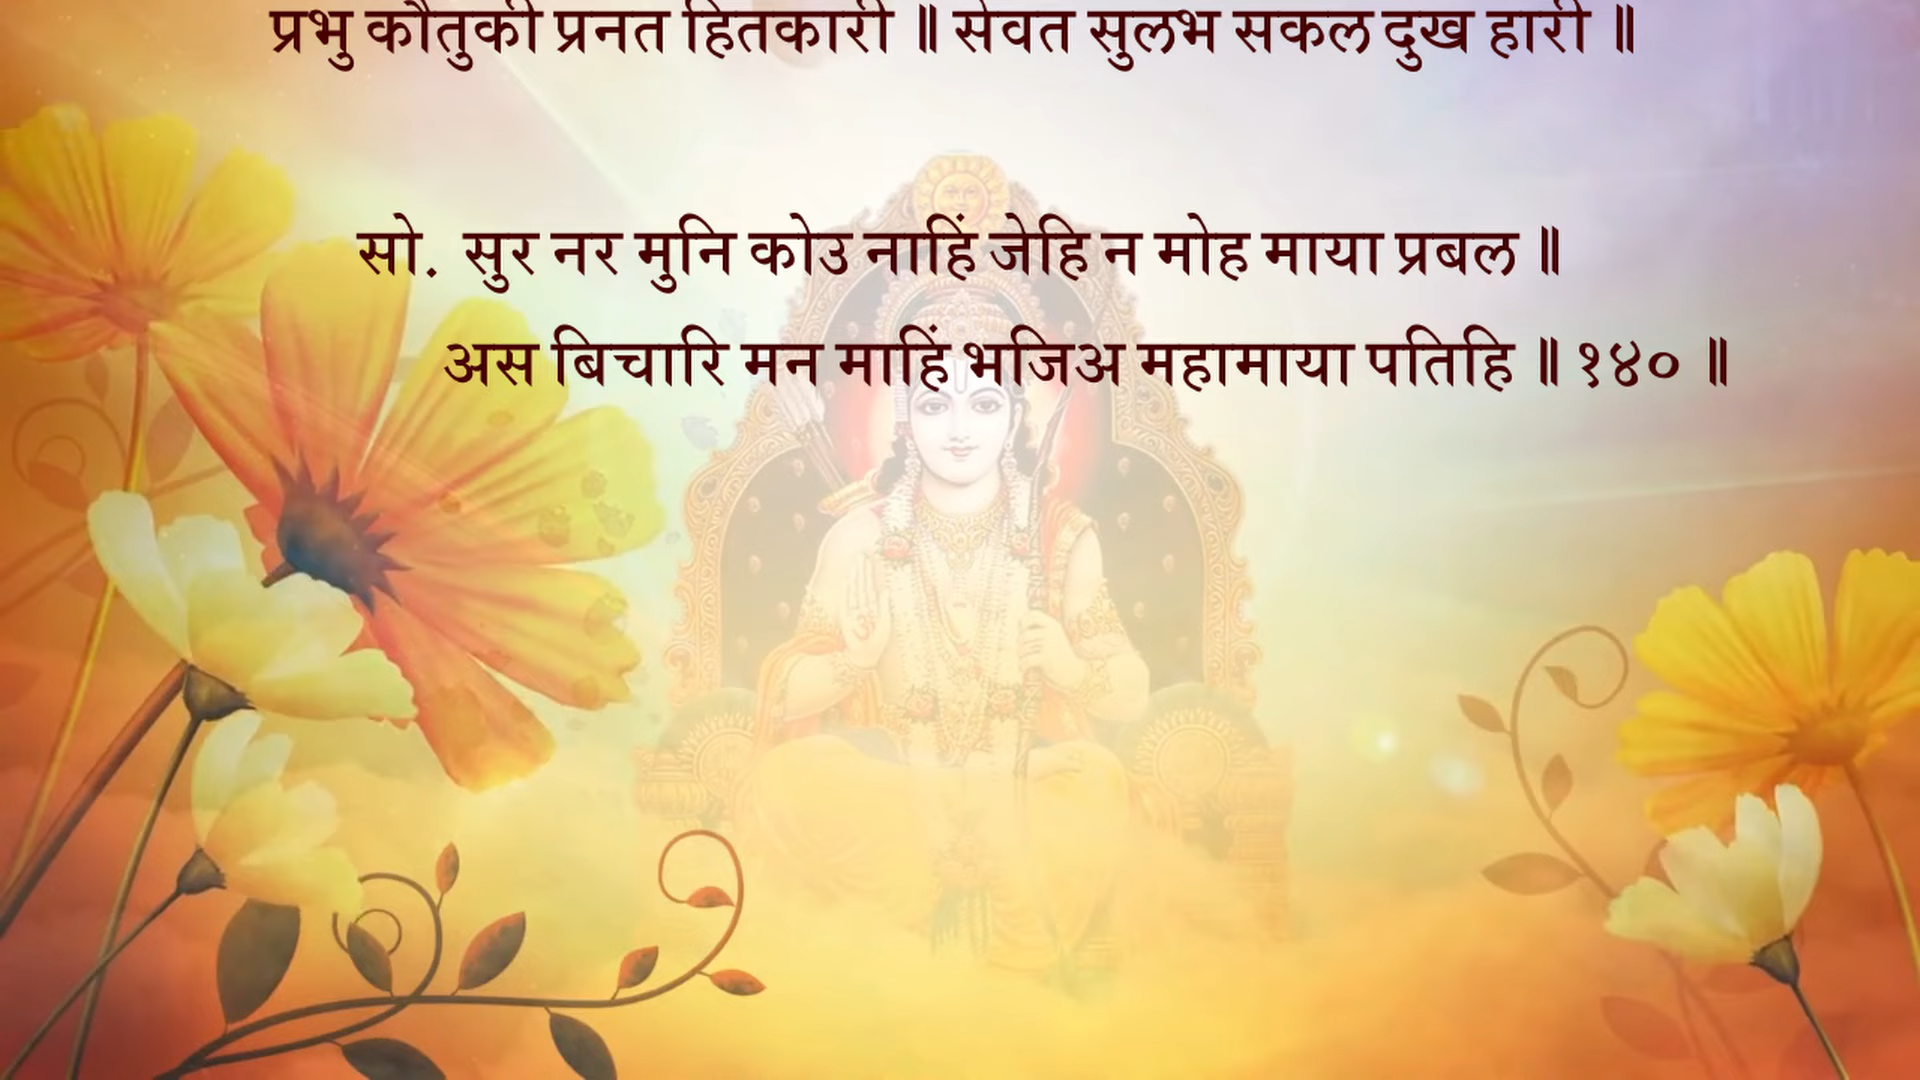 प्रभु कौतुकी प्रनत हितकारी ॥ सेवत सुलभ सकल दुख हारी ॥
सो. सुर नर मुनि कोउ नाहिं जेहि न मोह माया प्रबल ॥
अस बिचारि मन माहिं भजिअ महामाया पतिहि ॥ १४० ॥